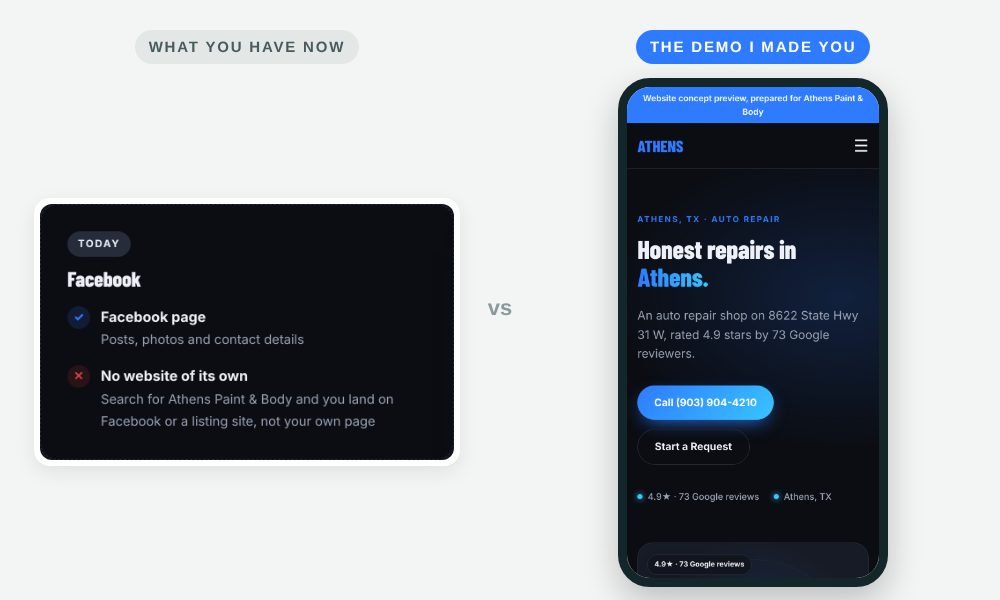 WHAT YOU HAVE NOW
TODAY
Facebook
Facebook page
Posts, photos and contact details
No website of its own
Search for Athens Paint & Body and you land on
Facebook or a listing site, not your own page
vs
THE DEMO I MADE YOU
Website concept preview, prepared for Athens Paint &
Body
ATHENS
ATHENS, TX · AUTO REPAIR
Honest repairs in
Athens.
An auto repair shop on 8622 State Hwy
31 W, rated 4.9 stars by 73 Google
reviewers.
Call (903) 904-4210
Start a Request
4.9★ · 73 Google reviews
Athens, TX
4.9★ · 73 Google reviews